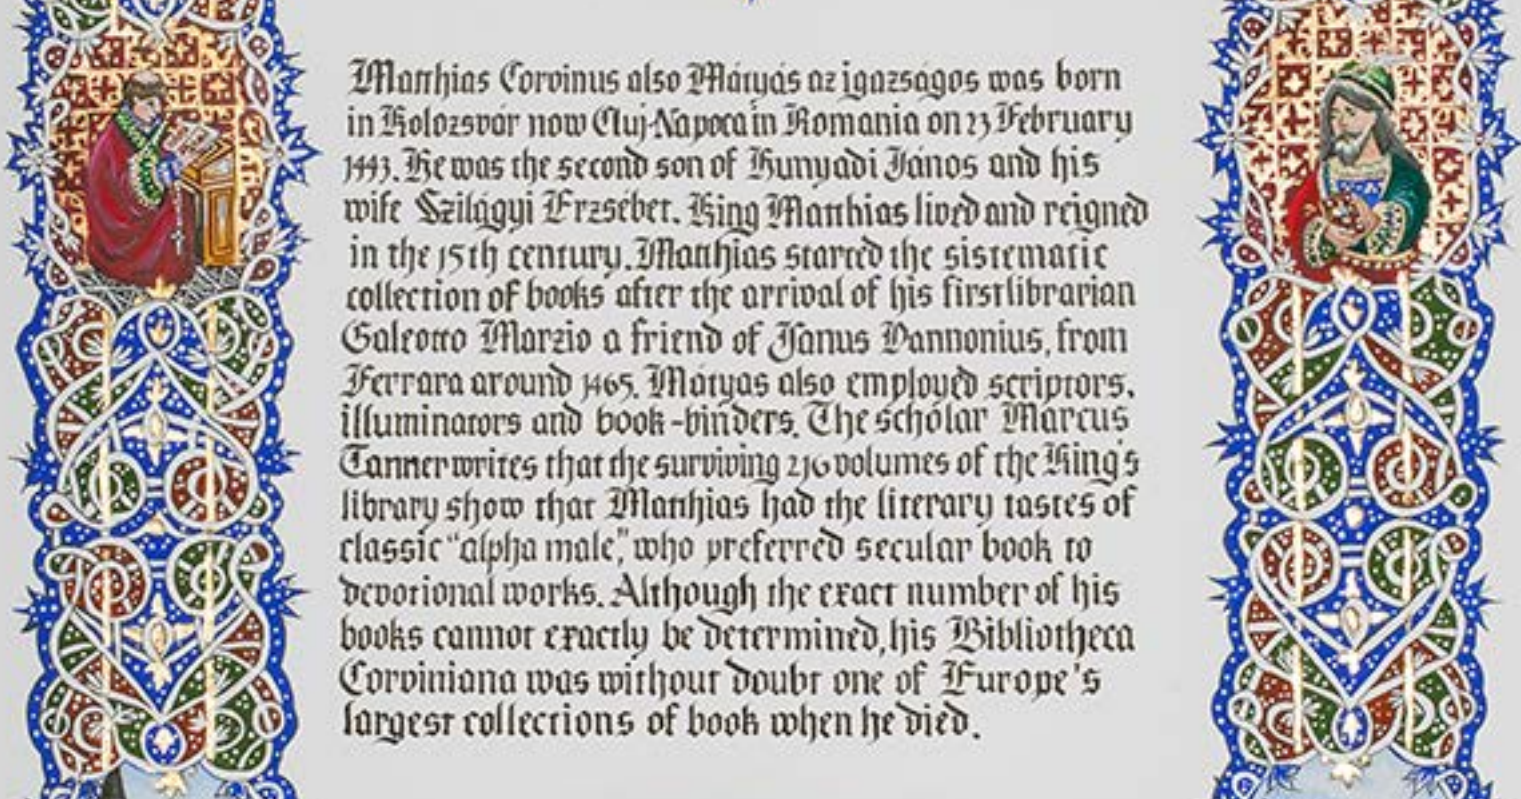 Matthias Corvinus also Mátyás az igazságos was born
in Kolozsvár now Cluj-Napoca in Romania on 23 February
1443. He was the second son of Hunyadi János and his
wife Szilágyi Erzsébet. King Matthias lived and reigned
in the 15th century. Matthias started the sistematic
collection of books after the arrival of his first librarian
Galeotto Marzio a friend of Janus Pannonius, from
Ferrara around 1465. Mátyas also employed scriptors,
illuminators and book-binders. The schólar Marcus
Tanner writes that the surviving 216 volumes of the King's
library show that Matthias had the literary tastes of
classic "alpha male," who preferred secular book to
devotional works. Although the exact number of his
books cannot exactly be determined, his Bibliotheca
Corviniana was without doubt one of Europe's
largest collections of book when he died.